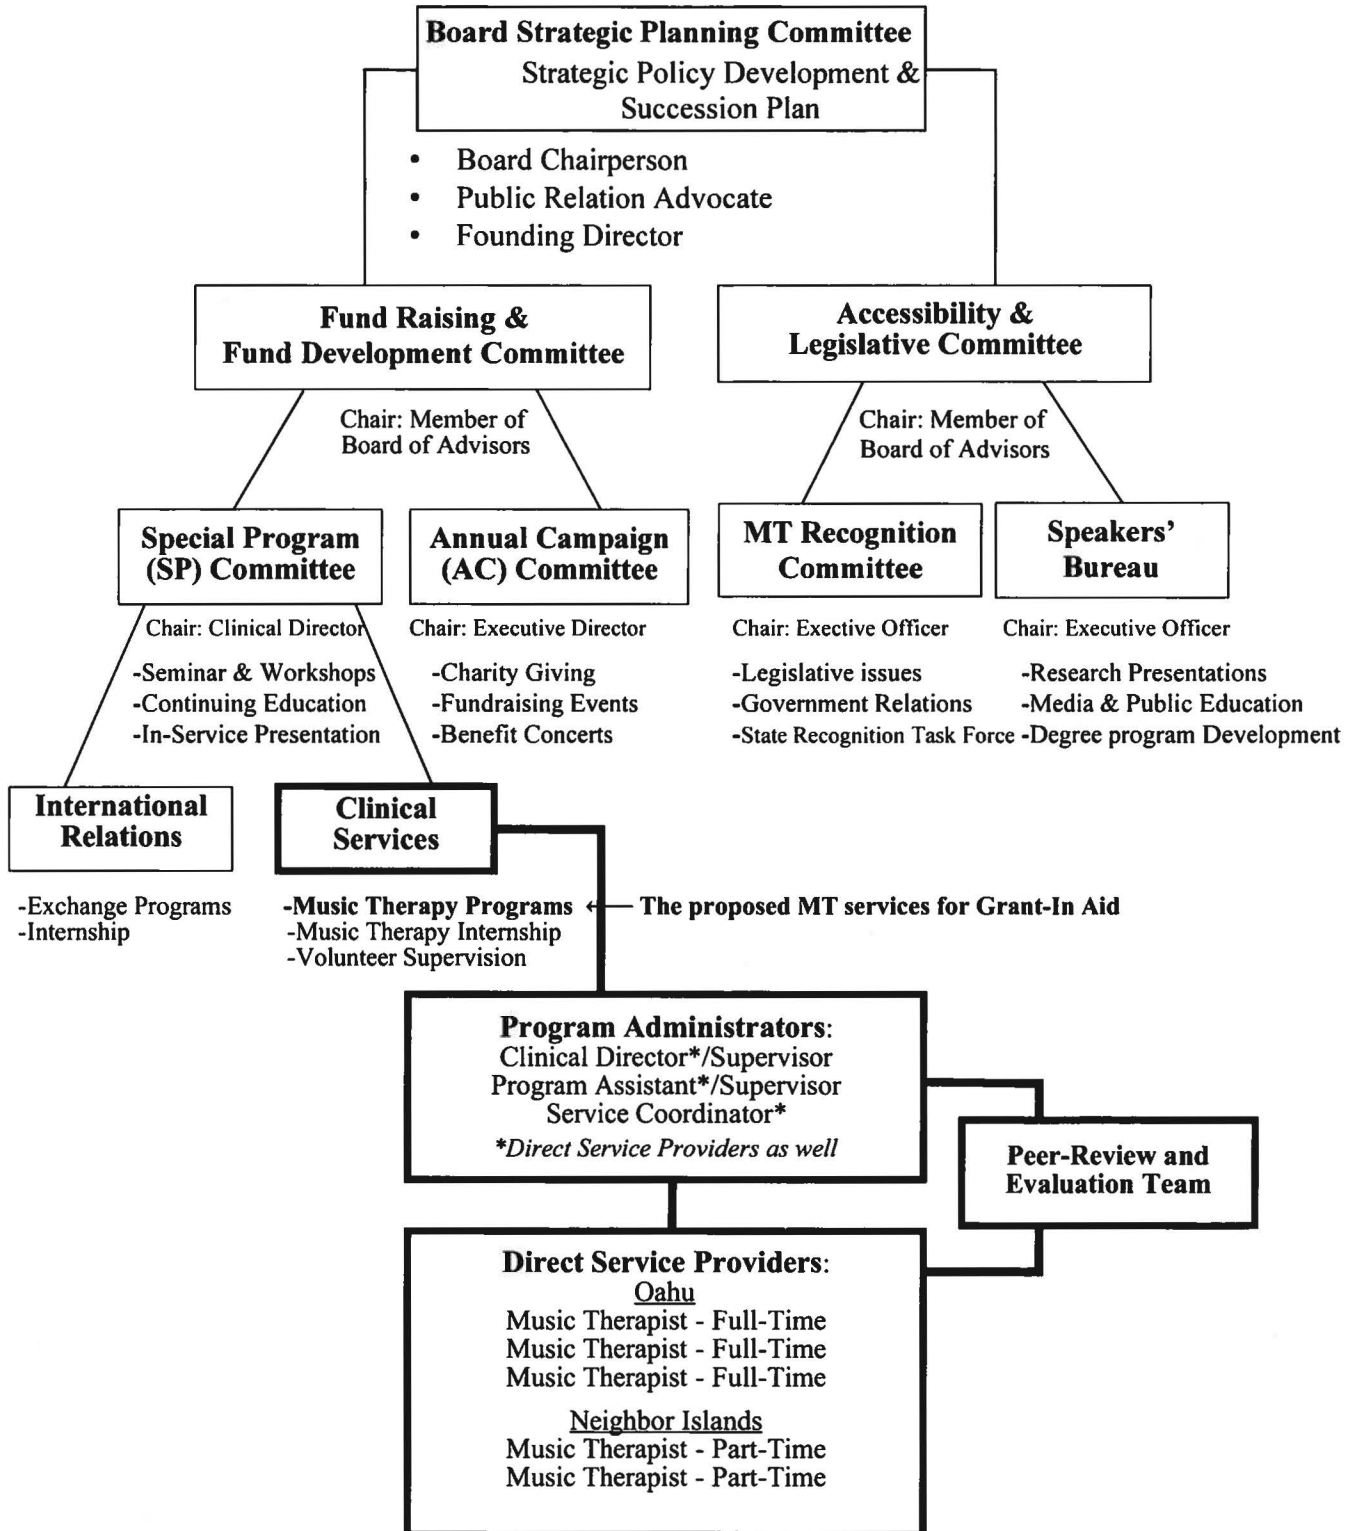 Board Strategic Planning Committee
Strategic Policy Development &
Succession Plan
• Board Chairperson
• Public Relation Advocate
• Founding Director
Fund Raising &
Fund Development Committee
Accessibility &
Legislative Committee
Chair: Member of
Board of Advisors
Chair: Member of
Board of Advisors
Special Program
(SP) Committee
Annual Campaign
(AC) Committee
MT Recognition
Committee
Speakers'
Bureau
Chair: Clinical Director
-Seminar & Workshops
-Continuing Education
-In-Service Presentation
Chair: Executive Director
-Charity Giving
-Fundraising Events
-Benefit Concerts
Chair: Exective Officer
-Legislative issues
-Government Relations
-State Recognition Task Force
Chair: Executive Officer
-Research Presentations
-Media & Public Education
-Degree program Development
International
Relations
Clinical
Services
-Exchange Programs
-Internship
-Music Therapy Programs ← The proposed MT services for Grant-In Aid
-Music Therapy Internship
-Volunteer Supervision
Program Administrators:
Clinical Director*/Supervisor
Program Assistant*/Supervisor
Service Coordinator*
*Direct Service Providers as well
Peer-Review and
Evaluation Team
Direct Service Providers:
Oahu
Music Therapist - Full-Time
Music Therapist - Full-Time
Music Therapist - Full-Time
Neighbor Islands
Music Therapist - Part-Time
Music Therapist - Part-Time